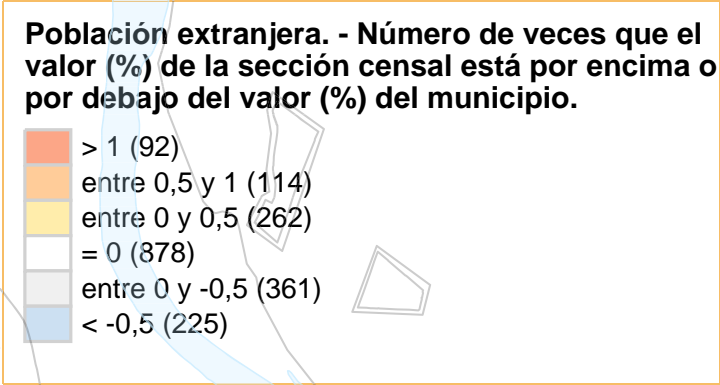 Población extranjera. - Número de veces que el
valor (%) de la sección censal está por encima o
por debajo del valor (%) del municipio.
> 1 (92)
entre 0,5 y 1 (114)
entre 0 y 0,5 (262)
= 0 (878)
entre 0 y -0,5 (361)
< -0,5 (225)